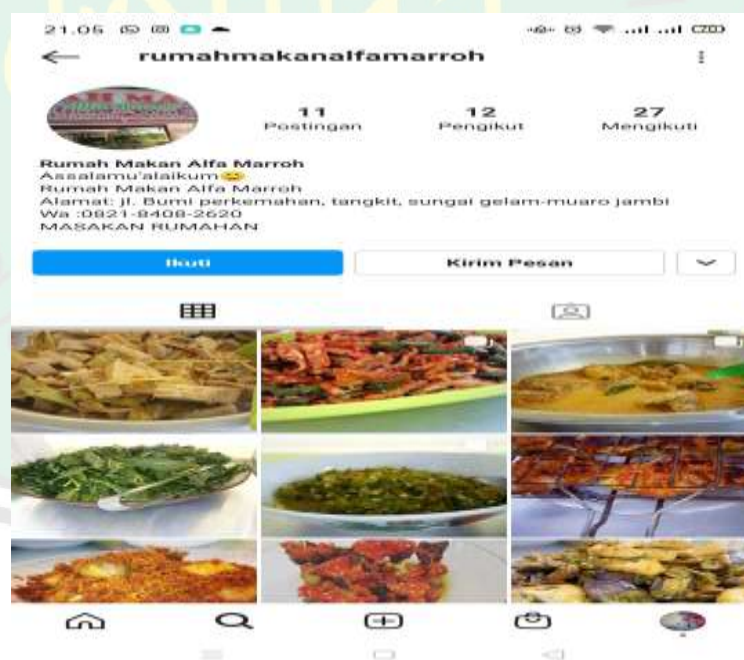 21.05
rumahmakanalfamarroh
11 12 27
Postingan Pengikut Mengikuti
Rumah Makan Alfa Marroh
Assalamu'alaikum😊
Rumah Makan Alfa Marroh
Alamat: jl. Bumi perkemahan, tangkit, sungai gelam-muaro jambi
Wa :0821-8408-2620
MASAKAN RUMAHAN
Ikuti Kirim Pesan